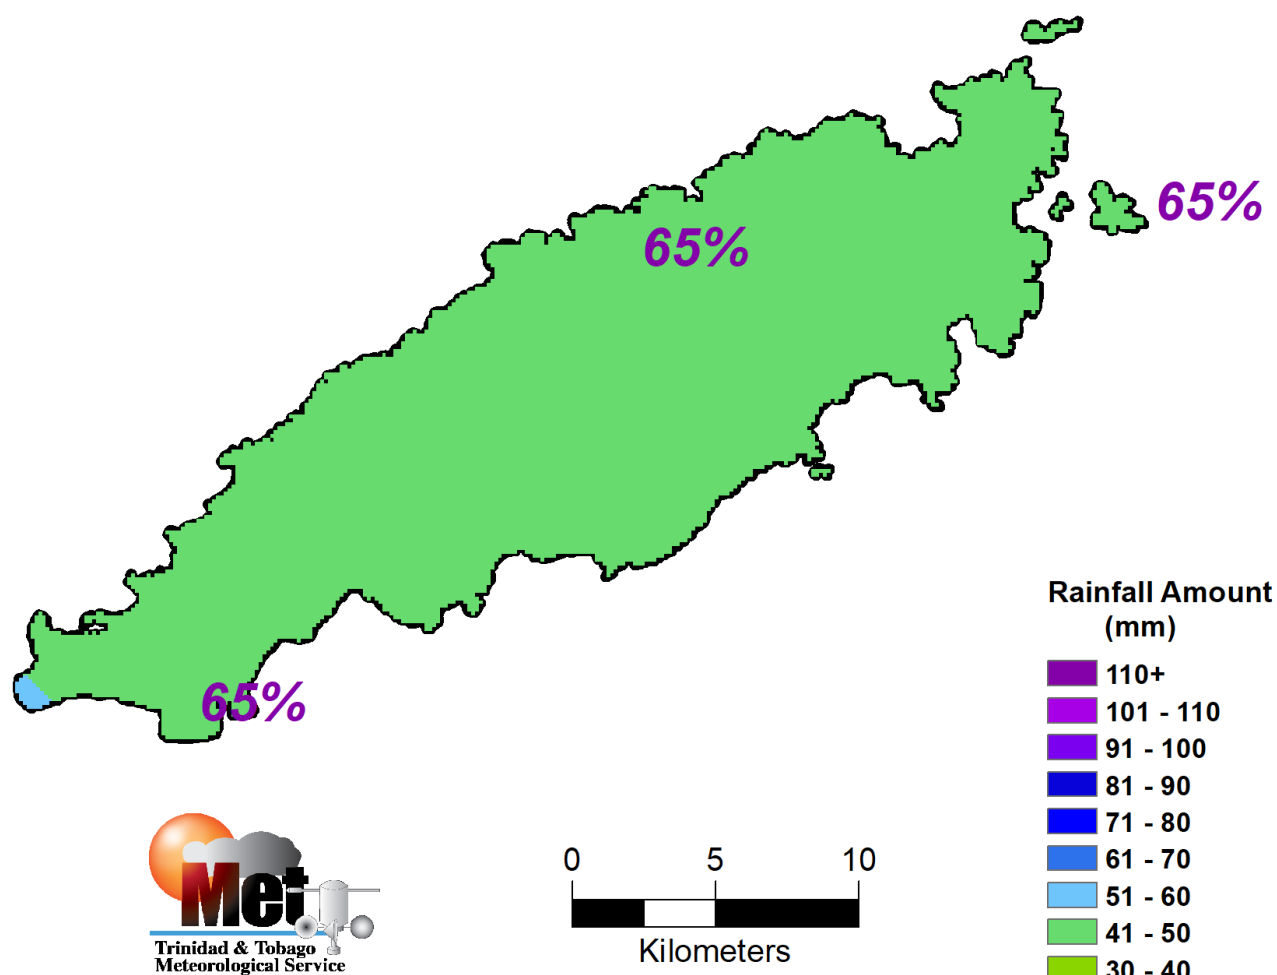 65%
65%
65%
Rainfall Amount
(mm)
110+
101 - 110
91 - 100
81 - 90
71 - 80
61 - 70
51 - 60
41 - 50
30 - 40
0 5 10
Kilometers
Met
Trinidad & Tobago
Meteorological Service